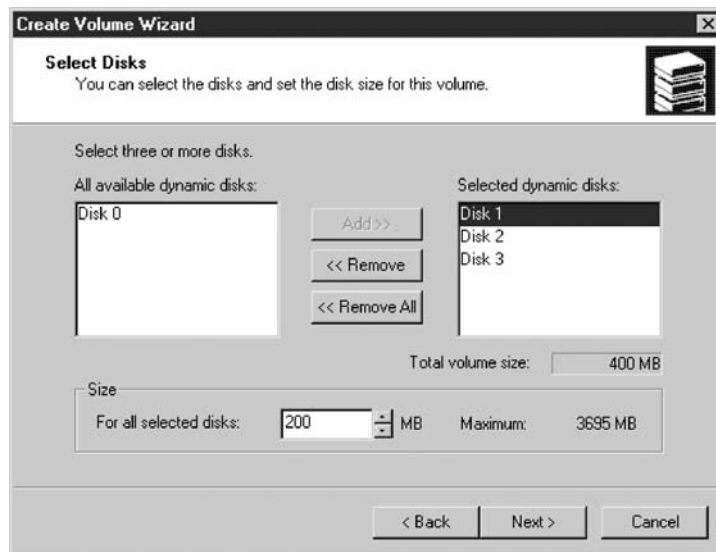 Create Volume Wizard
Select Disks
You can select the disks and set the disk size for this volume.
Select three or more disks.
All available dynamic disks:
Selected dynamic disks:
Disk 0
Add >>
<< Remove
<< Remove All
Disk 1
Disk 2
Disk 3
Total volume size: 400 MB
Size
For all selected disks: 200 MB Maximum: 3695 MB
< Back Next > Cancel